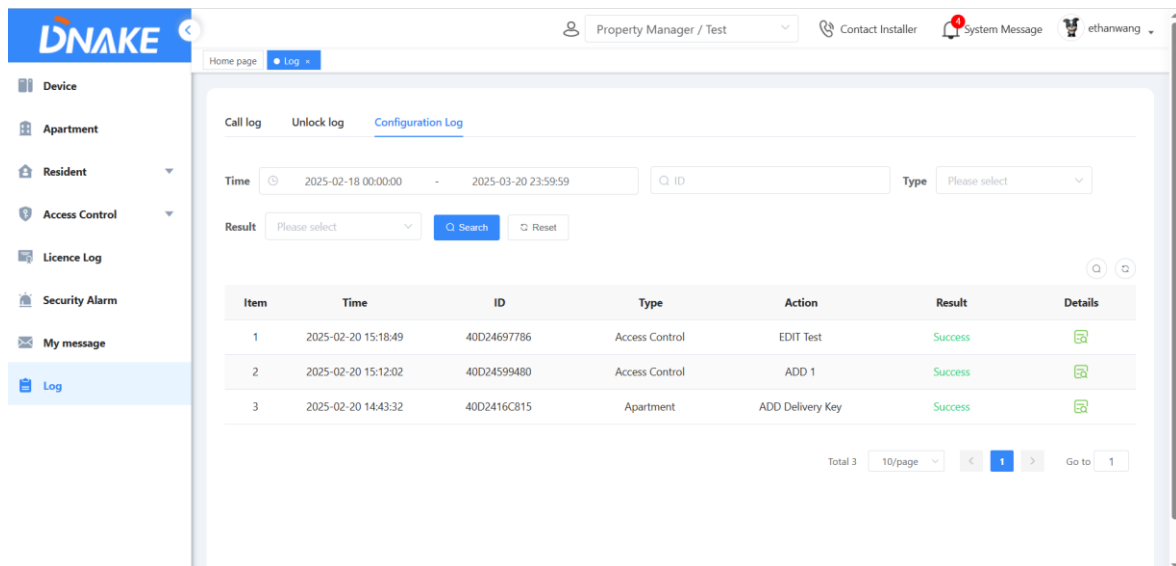 DNAKE
Property Manager / Test
Contact Installer
4
System Message
ethanwang
Home page
Log ×
Device
Apartment
Resident
Access Control
Licence Log
Security Alarm
My message
Log
Call log Unlock log Configuration Log
Time 2025-02-18 00:00:00 - 2025-03-20 23:59:59 ID Type Please select
Result Please select Search Reset
Item Time ID Type Action Result Details
1 2025-02-20 15:18:49 40D24697786 Access Control EDIT Test Success
2 2025-02-20 15:12:02 40D24599480 Access Control ADD 1 Success
3 2025-02-20 14:43:32 40D2416C815 Apartment ADD Delivery Key Success
Total 3 10/page < 1 > Go to 1